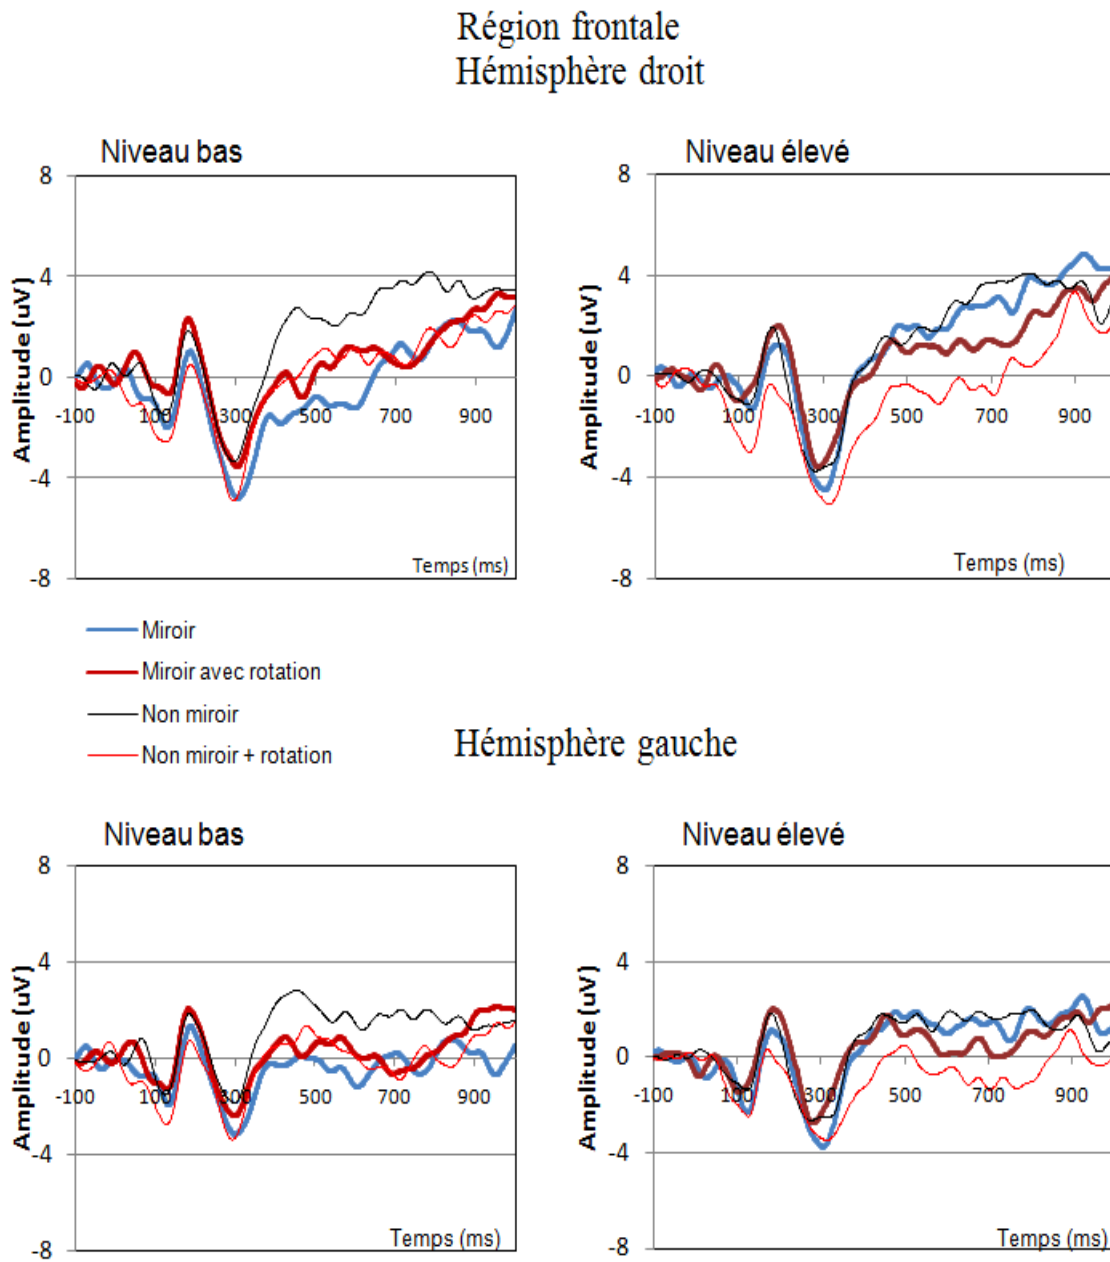 Région frontale
Hémisphère droit
Niveau bas
Niveau élevé
8
4
0
-4
-8
-100 100 300 500 700 900
Amplitude (uV)
Temps (ms)
8
4
0
-4
-8
-100 100 300 500 700 900
Amplitude (uV)
Temps (ms)
Miroir
Miroir avec rotation
Non miroir
Non miroir + rotation
Hémisphère gauche
Niveau bas
Niveau élevé
8
4
0
-4
-8
-100 100 300 500 700 900
Amplitude (uV)
Temps (ms)
8
4
0
-4
-8
-100 100 300 500 700 900
Amplitude (uV)
Temps (ms)